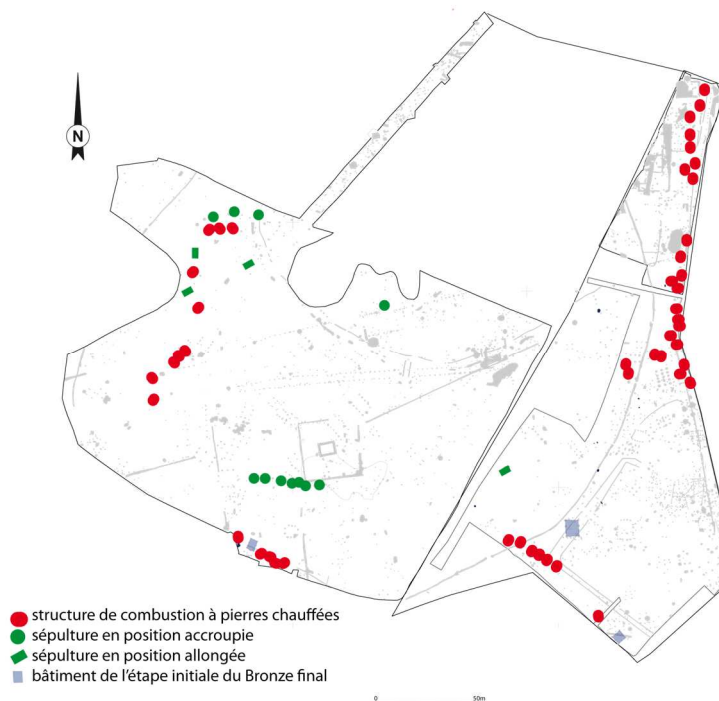 N
structure de combustion à pierres chauffées
sépulture en position accroupie
sépulture en position allongée
bâtiment de l'étape initiale du Bronze final
0 50m